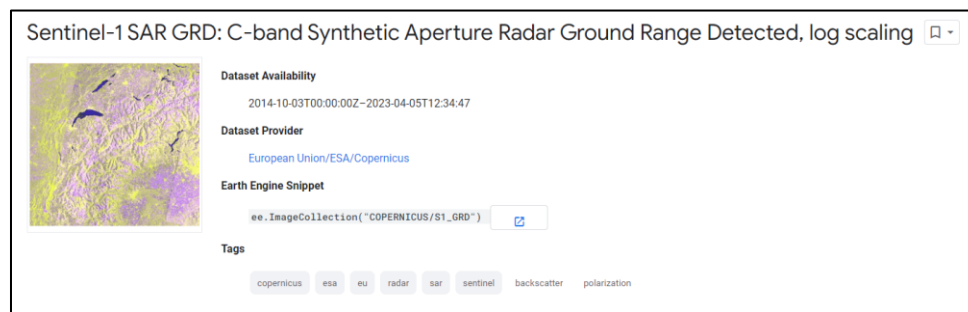 Sentinel-1 SAR GRD: C-band Synthetic Aperture Radar Ground Range Detected, log scaling
Dataset Availability
2014-10-03T00:00:00Z–2023-04-05T12:34:47
Dataset Provider
European Union/ESA/Copernicus
Earth Engine Snippet
ee.ImageCollection("COPERNICUS/S1_GRD")
Tags
copernicus esa eu radar sar sentinel backscatter polarization